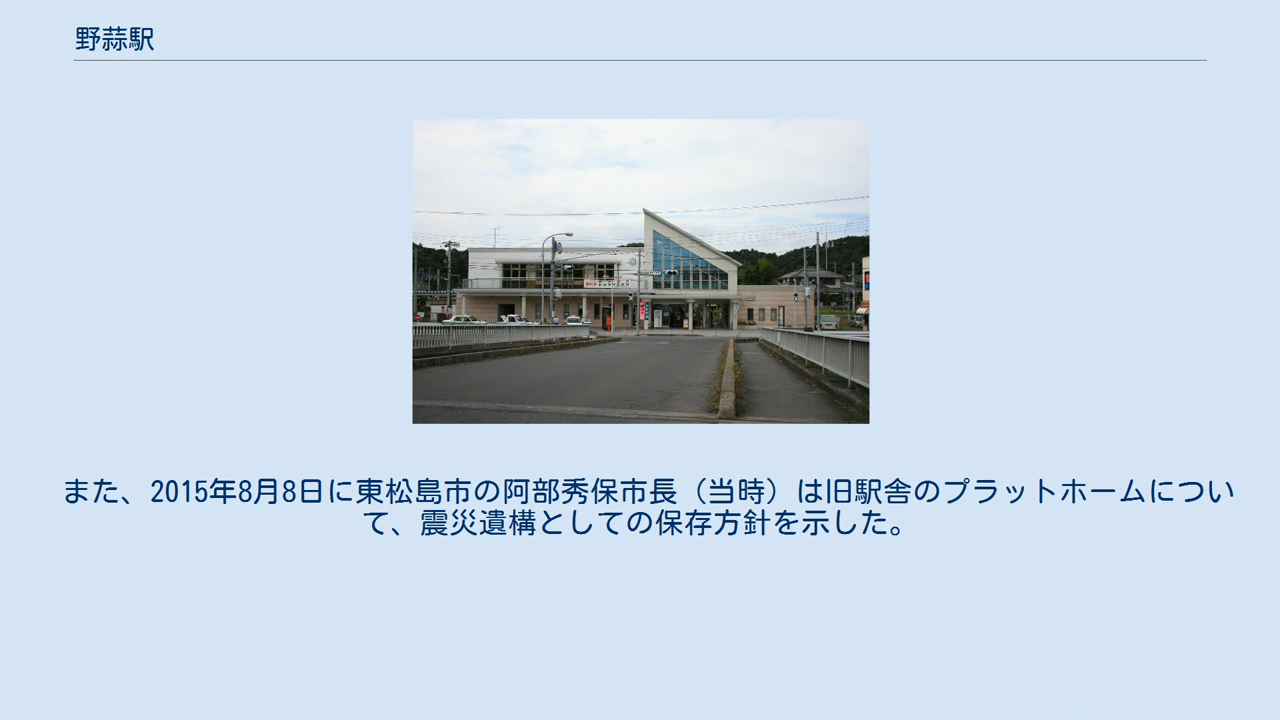 野蒜駅
また、2015年8月8日に東松島市の阿部秀保市長（当時）は旧駅舎のプラットホームについ
て、震災遺構としての保存方針を示した。